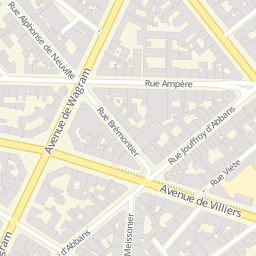 Rue Alphonse de Neuville
Rue Ampère
Avenue de Wagram
Rue Brémontier
Rue Jouffroy d'Abbans
Rue Viète
Avenue de Villiers
Meissonier
d'Abbans
agram